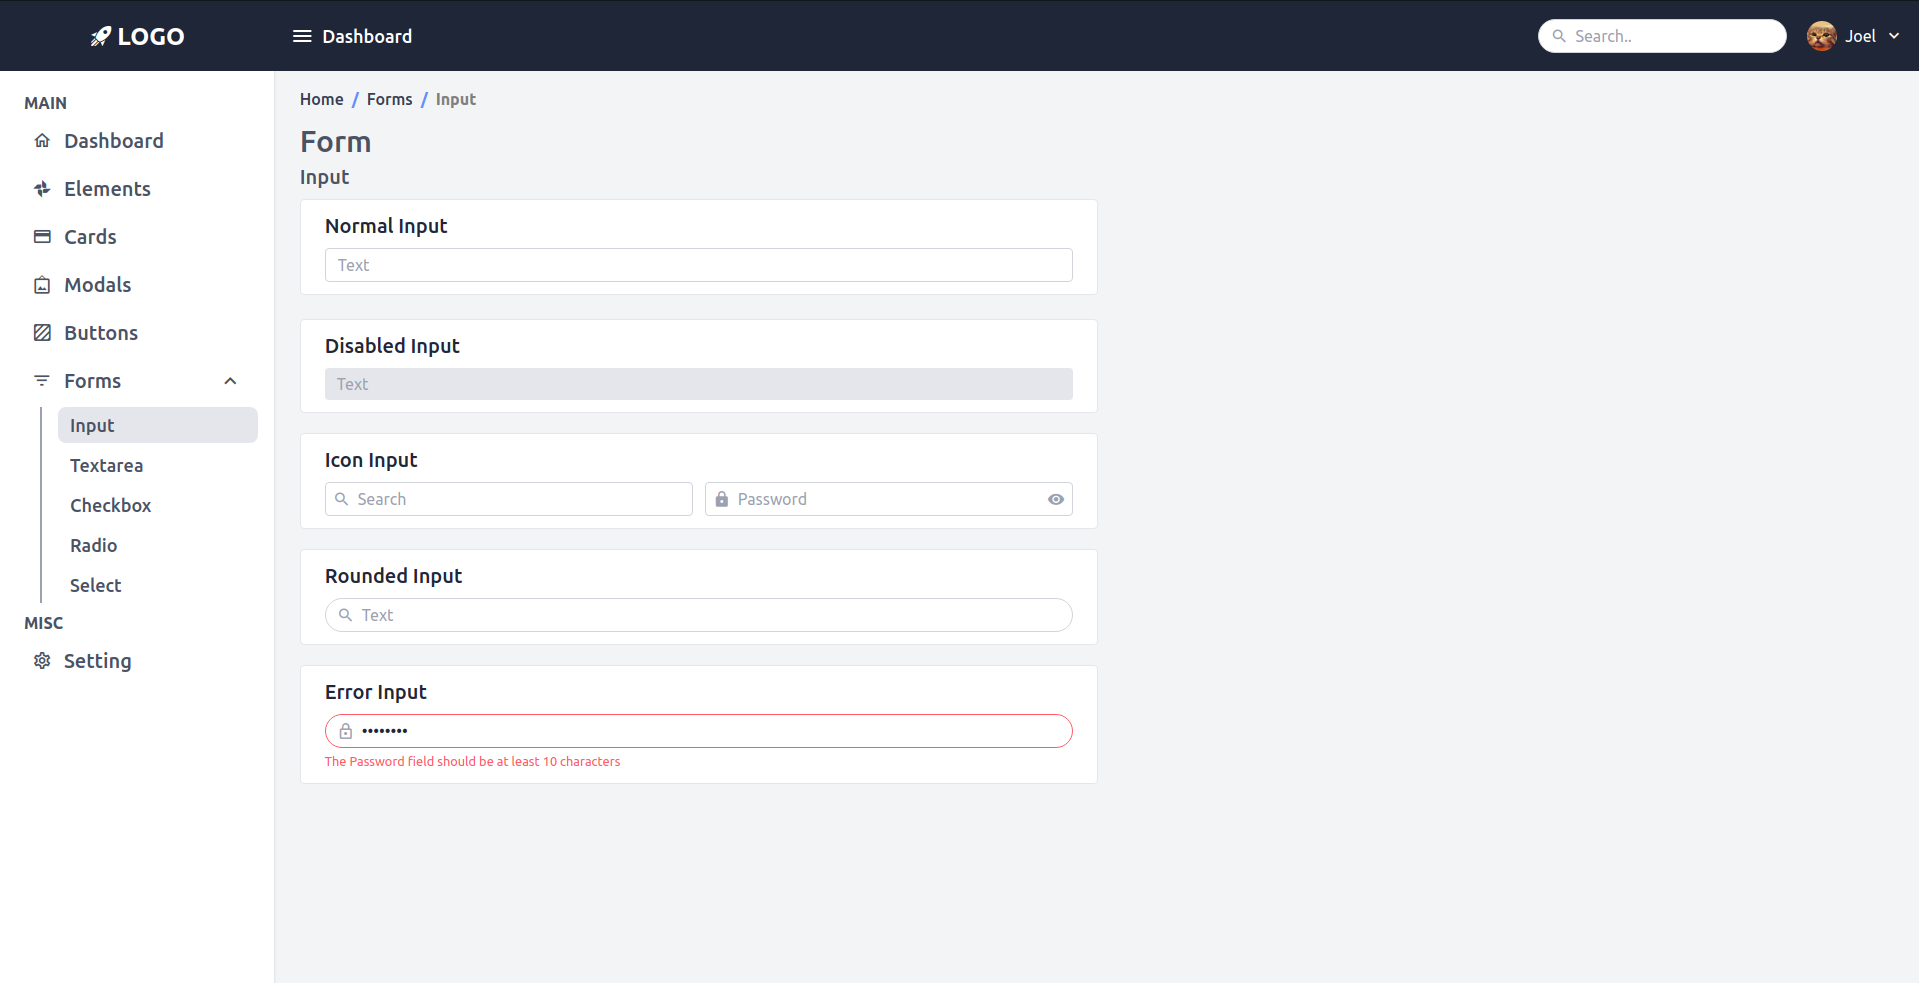 LOGO
Dashboard
Search..
Joel
MAIN
Dashboard
Elements
Cards
Modals
Buttons
Forms
Input
Textarea
Checkbox
Radio
Select
MISC
Setting
Home / Forms / Input
Form
Input
Normal Input
Text
Disabled Input
Text
Icon Input
Search
Password
Rounded Input
Text
Error Input
••••••••
The Password field should be at least 10 characters